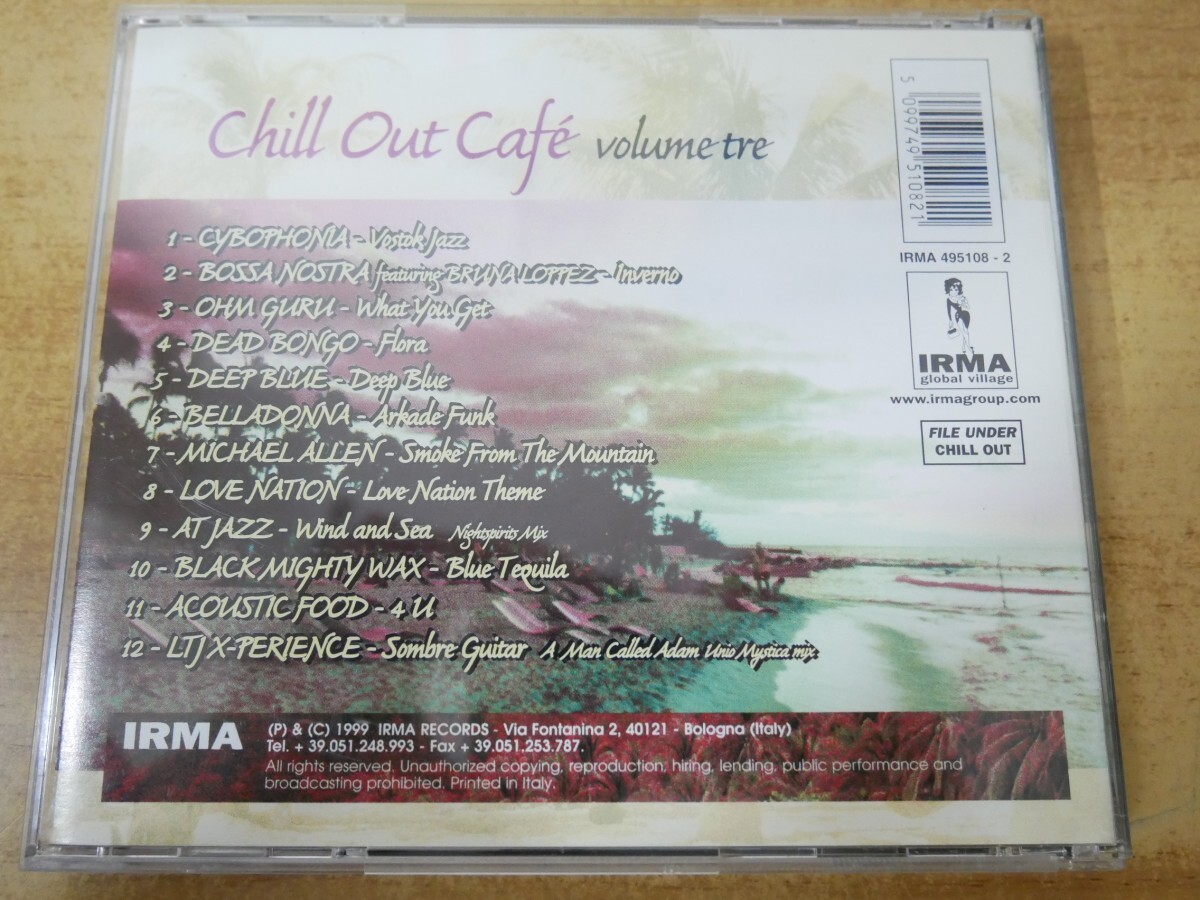 Chill Out Café volume tre
1 - CYBOPHONIA - Vostok Jazz
2 - BOSSA NOSTRA featuring BRUNA LOPPEZ - Inverno
3 - OHM GURU - What You Get
4 - DEAD BONGO - Flora
5 - DEEP BLUE - Deep Blue
6 - BELLADONNA - Arkade Funk
7 - MICHAEL ALLEN - Smoke From The Mountain
8 - LOVE NATION - Love Nation Theme
9 - AT JAZZ - Wind and Sea Nightspirits Mix
10 - BLACK MIGHTY WAX - Blue Tequila
11 - ACOUSTIC FOOD - 4 U
12 - LTJ X-PERIENCE - Sombre Guitar A Man Called Adam Unio Mystica mix
5 099749 510821
IRMA 495108 - 2
IRMA
global village
www.irmagroup.com
FILE UNDER
CHILL OUT
IRMA
(P) & (C) 1999 IRMA RECORDS - Via Fontanina 2, 40121 - Bologna (Italy)
Tel. + 39.051.248.993 - Fax + 39.051.253.787.
All rights reserved. Unauthorized copying, reproduction, hiring, lending, public performance and
broadcasting prohibited. Printed in Italy.